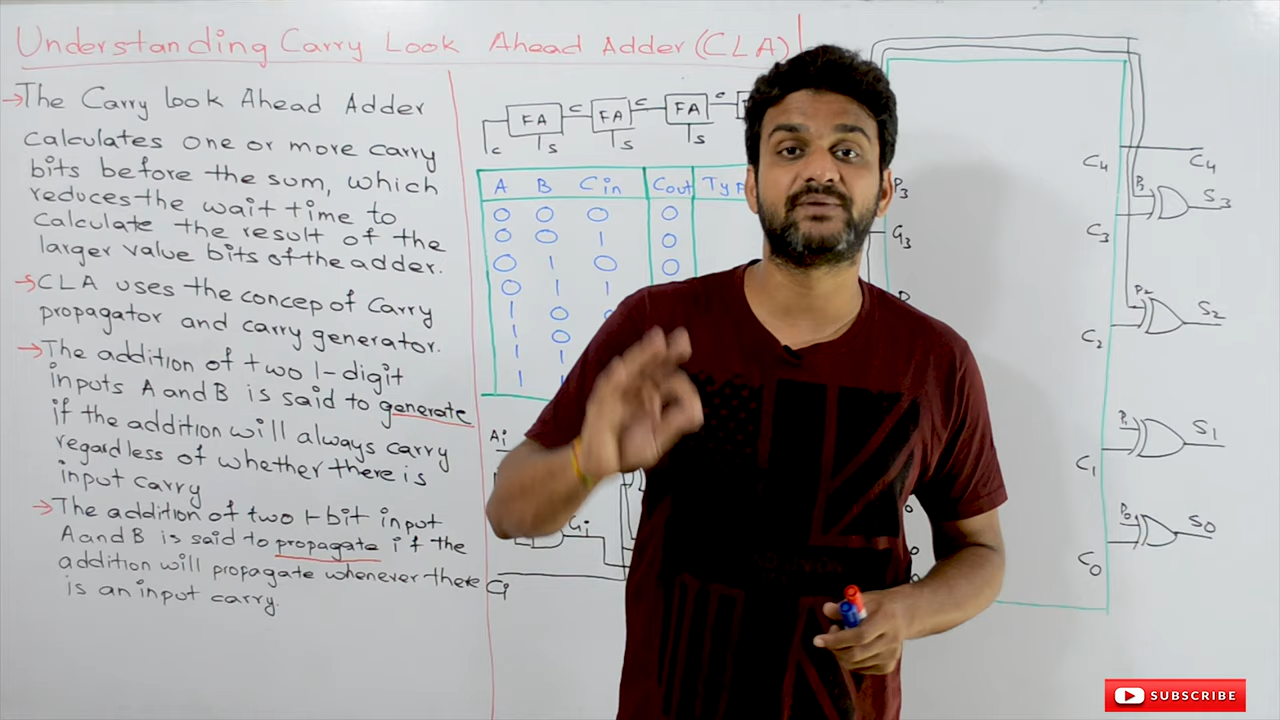 Understanding Carry Look Ahead Adder (CLA)
→The Carry look Ahead Adder
calculates one or more carry
bits before the sum, which
reduces the wait time to
calculate the result of the
larger value bits of the adder.
→CLA uses the concep of Carry
propagator and carry generator.
→The addition of two 1-digit
inputs A and B is said to generate
if the addition will always carry
regardless of whether there is
input carry
→The addition of two 1-bit input
A and B is said to propagate if the
addition will propagate whenever there
is an input carry.
FA C FA C FA C
C S S S
A B Cin Cout Typ
0 0 0 0
0 0 1 0
0 1 0 0
0 1 1
1 0
1 0
1 1
1 1
Ai
Gi
Ci
P3
G3
C4 C4
C3 P3 S3
C2 P2 S2
C1 P1 S1
C0 P0 S0
SUBSCRIBE